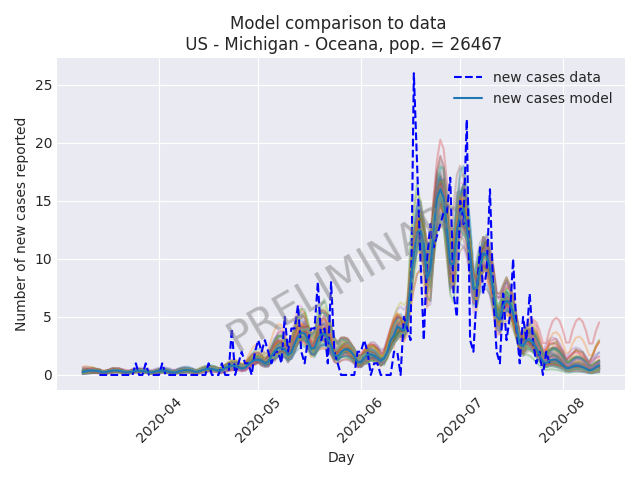 Model comparison to data
US - Michigan - Oceana, pop. = 26467
new cases data
new cases model
Number of new cases reported
25
20
15
10
5
0
PRELIMINARY
2020-04
2020-05
2020-06
2020-07
2020-08
Day